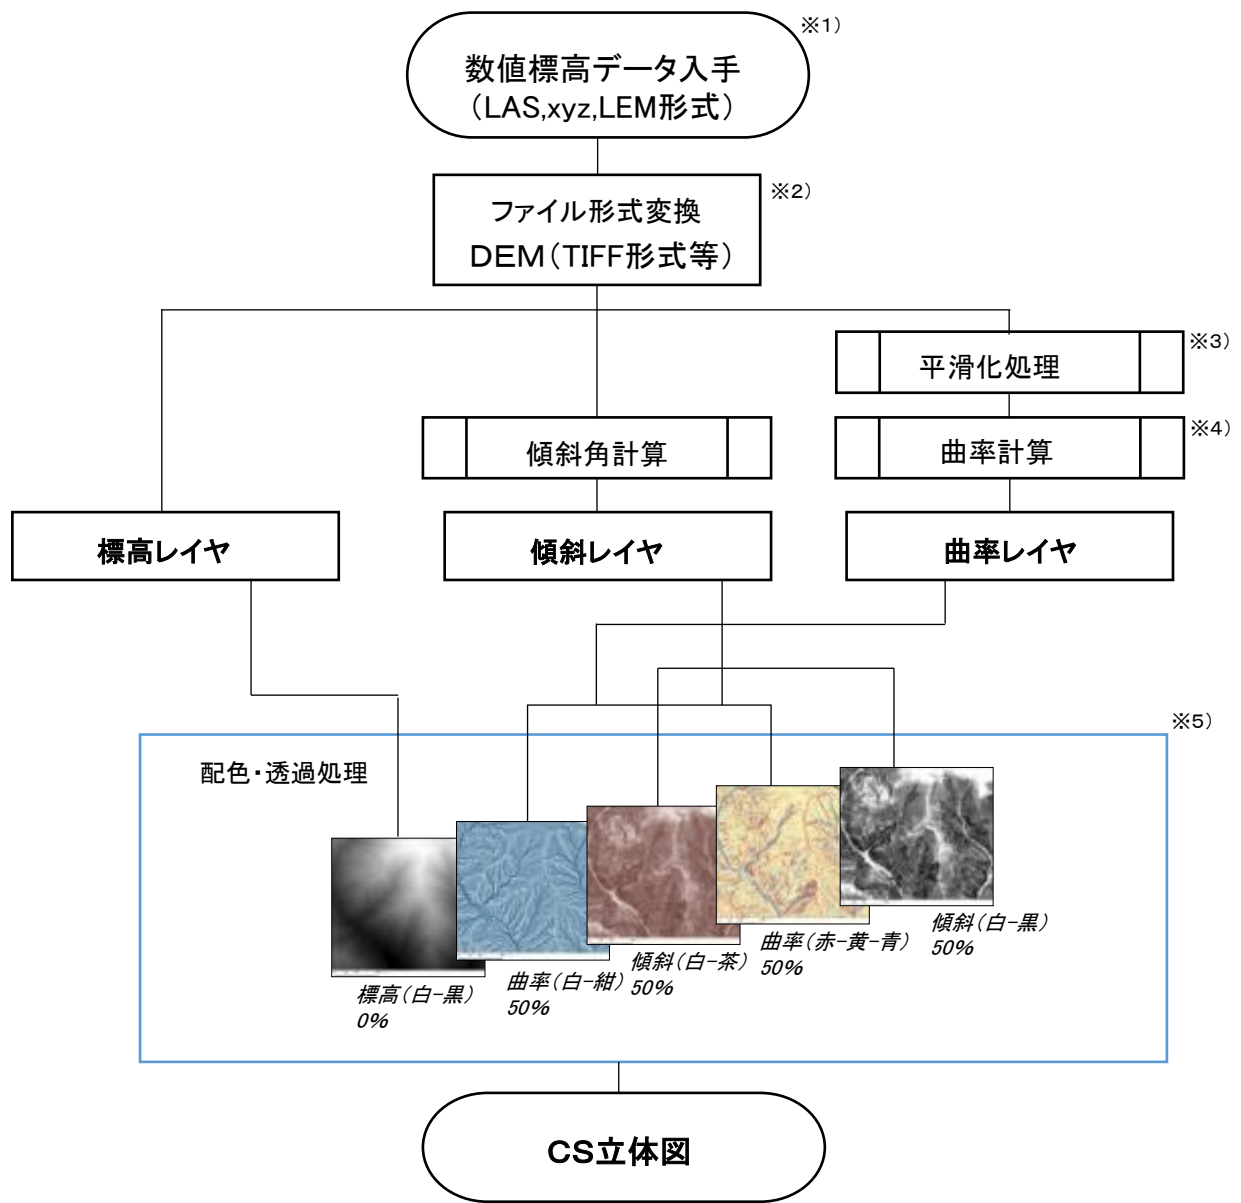 ※1)
数値標高データ入手
(LAS,xyz,LEM形式)
※2)
ファイル形式変換
DEM(TIFF形式等)
※3)
平滑化処理
※4)
傾斜角計算
曲率計算
標高レイヤ
傾斜レイヤ
曲率レイヤ
※5)
配色・透過処理
標高(白-黒)
0%
曲率(白-紺)
50%
傾斜(白-茶)
50%
曲率(赤-黄-青)
50%
傾斜(白-黒)
50%
CS立体図